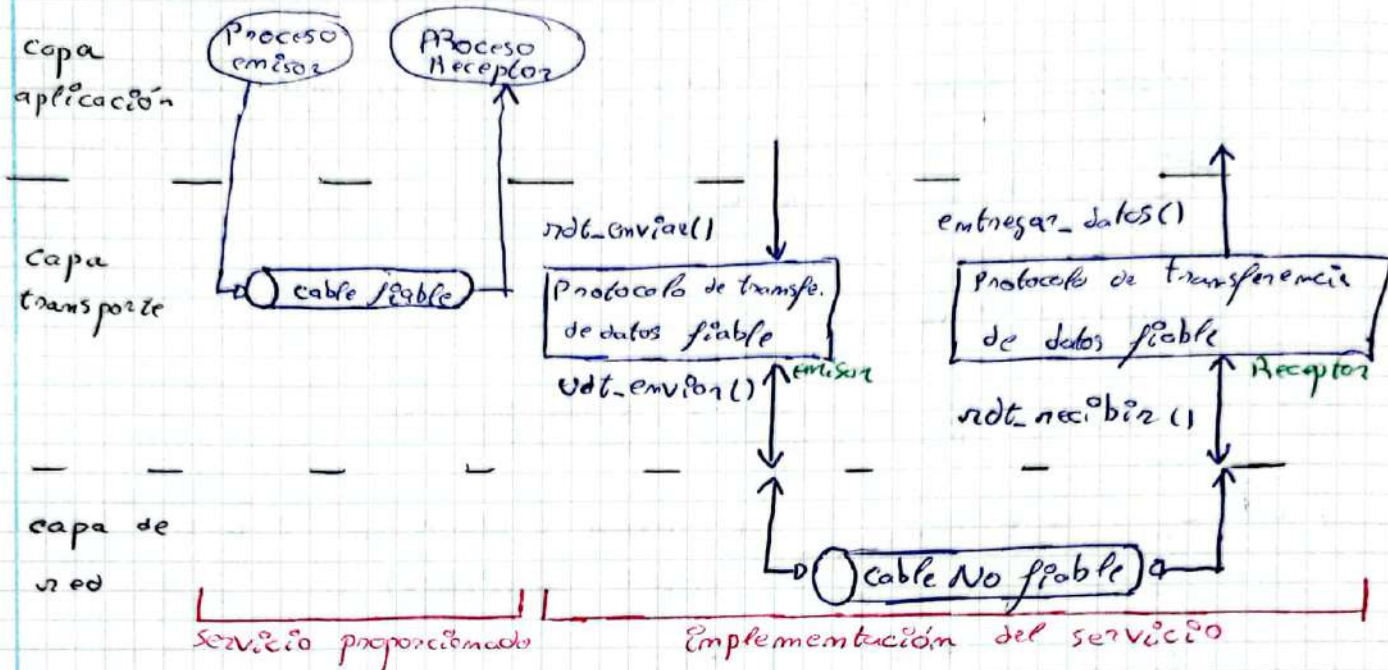 capa
aplicación
Proceso
emisor
Proceso
Receptor
capa
transporte
cable fiable
rdt_enviar()
Protocolo de transfe.
de datos fiable
emisor
udt_enviar()
entregar_datos()
Protocolo de transferencia
de datos fiable
Receptor
rdt_recibir()
capa de
red
cable No fiable
servicio proporcionado
implementación del servicio